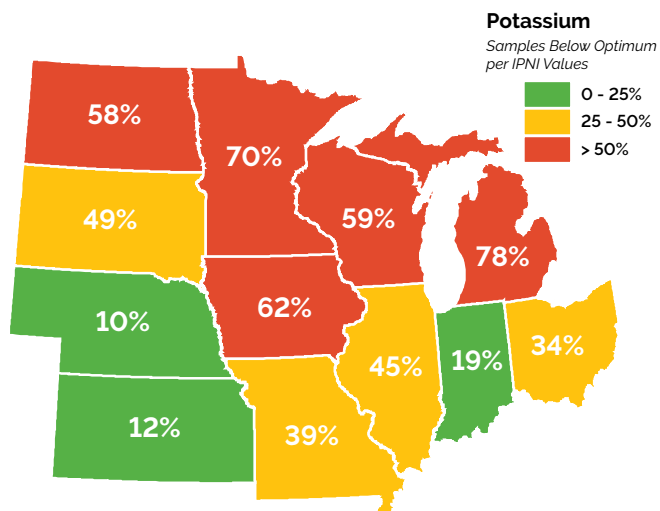 Potassium
Samples Below Optimum
per IPNI Values
0 - 25%
25 - 50%
> 50%
58%
70%
49%
59%
78%
10%
62%
45%
19%
34%
12%
39%